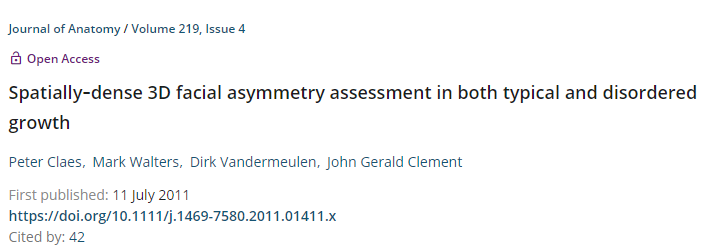 Journal of Anatomy / Volume 219, Issue 4
Open Access
Spatially-dense 3D facial asymmetry assessment in both typical and disordered
growth
Peter Claes, Mark Walters, Dirk Vandermeulen, John Gerald Clement
First published: 11 July 2011
https://doi.org/10.1111/j.1469-7580.2011.01411.x
Cited by: 42